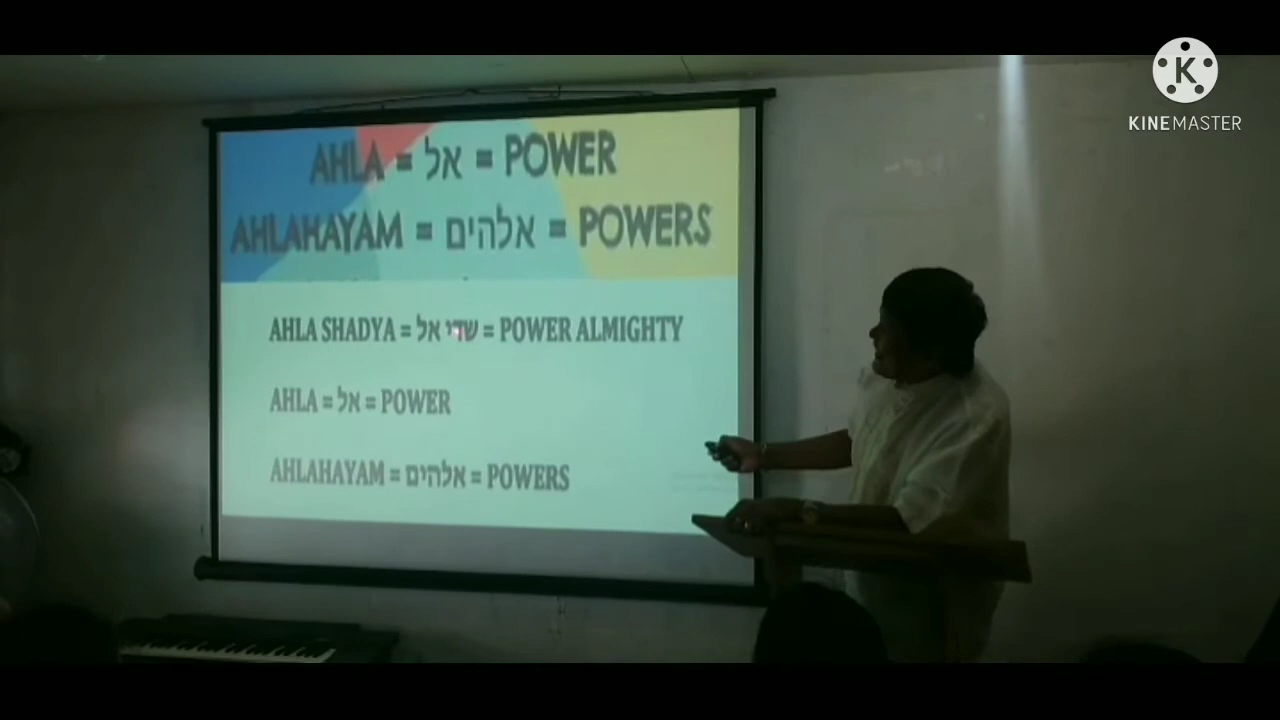 AHLA = אל = POWER
AHLAHAYAM = אלהים = POWERS
AHLA SHADYA = שדי אל = POWER ALMIGHTY
AHLA = אל = POWER
AHLAHAYAM = אלהים = POWERS
K
KINEMASTER